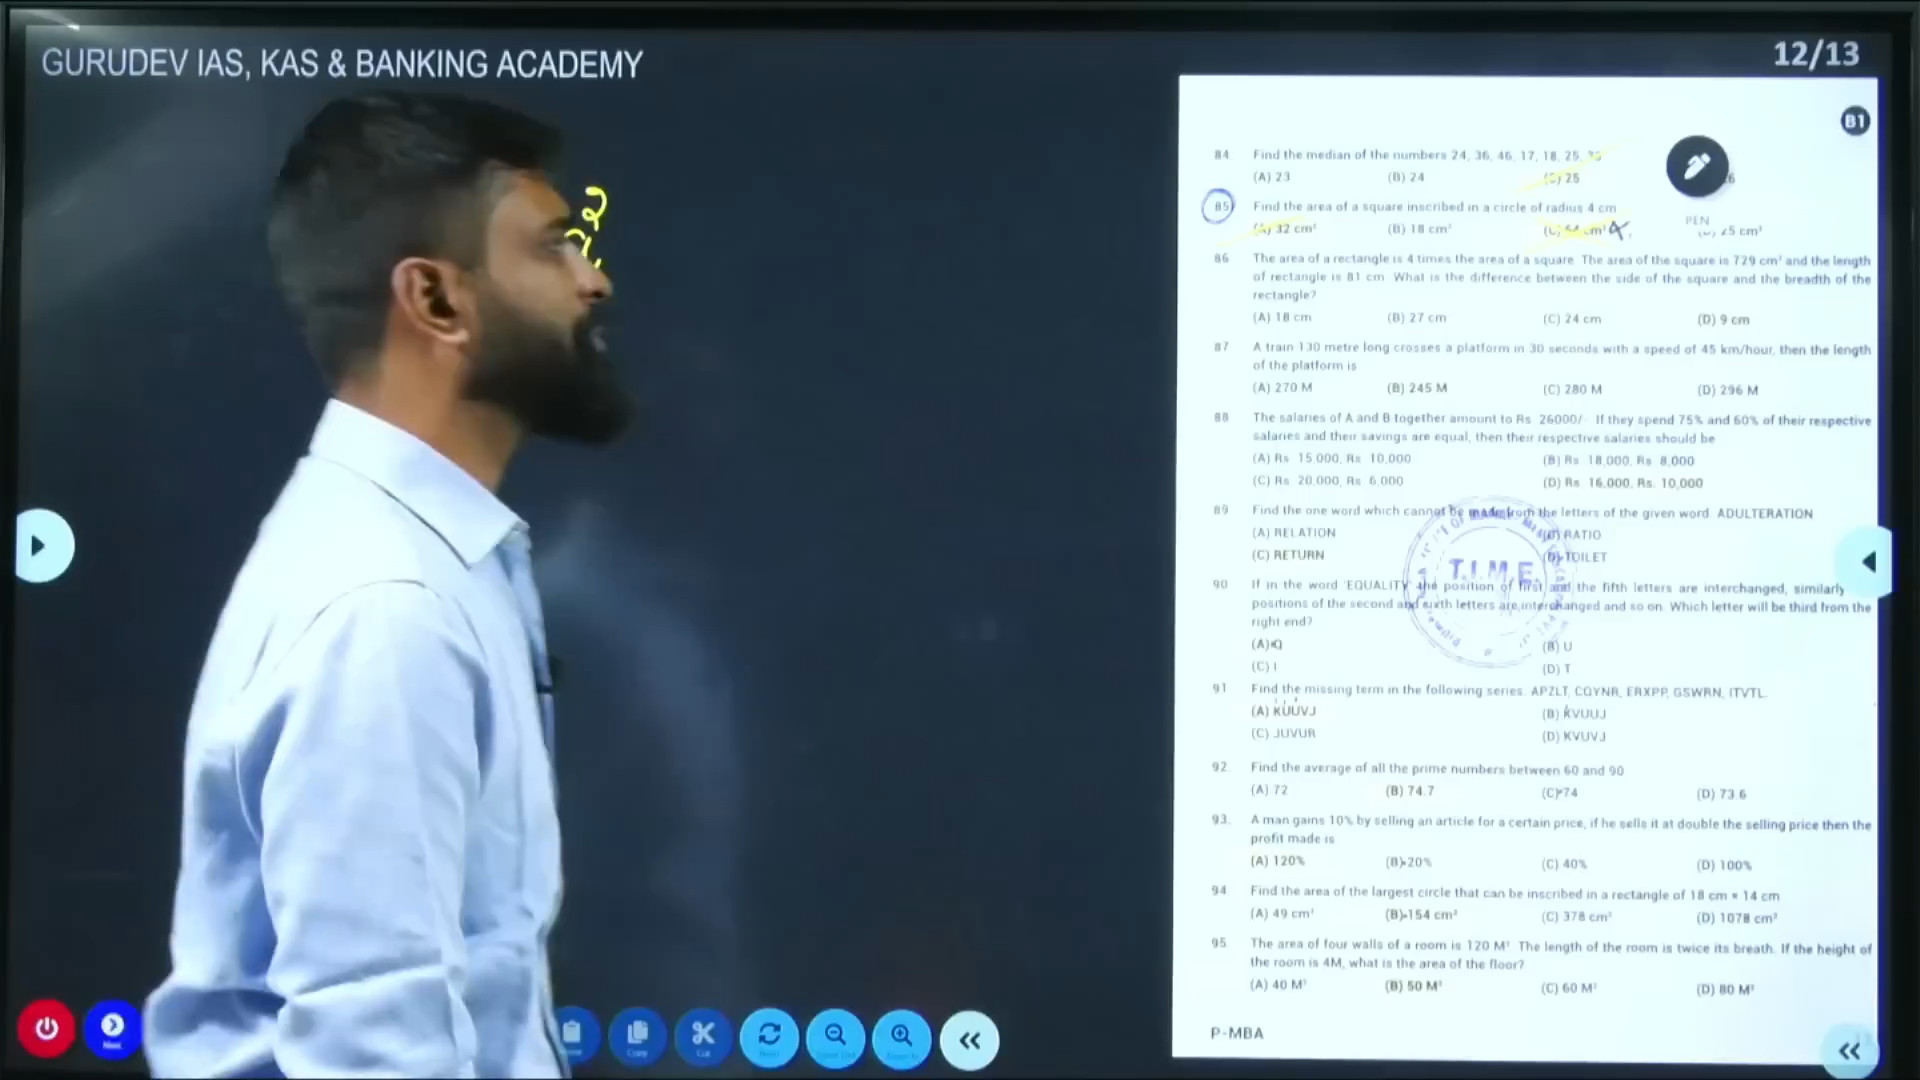 GURUDEV IAS, KAS & BANKING ACADEMY
12/13
B1
84 Find the median of the numbers 24, 36, 46, 17, 18, 25,
(A) 23 (B) 24 (C) 25
85 Find the area of a square inscribed in a circle of radius 4 cm
(A) 32 cm² (B) 18 cm² (C) 64 cm² (D) 25 cm²
PEN
86 The area of a rectangle is 4 times the area of a square. The area of the square is 729 cm² and the length
of rectangle is 81 cm. What is the difference between the side of the square and the breadth of the
rectangle?
(A) 18 cm (B) 27 cm (C) 24 cm (D) 9 cm
87 A train 130 metre long crosses a platform in 30 seconds with a speed of 45 km/hour, then the length
of the platform is
(A) 270 M (B) 245 M (C) 280 M (D) 296 M
88 The salaries of A and B together amount to Rs. 26000/- If they spend 75% and 60% of their respective
salaries and their savings are equal, then their respective salaries should be
(A) Rs. 15,000, Rs. 10,000 (B) Rs. 18,000, Rs. 8,000
(C) Rs. 20,000, Rs. 6,000 (D) Rs. 16,000, Rs. 10,000
89 Find the one word which cannot be made from the letters of the given word ADULTERATION
(A) RELATION (B) RATIO
(C) RETURN (D) TOILET
T.I.M.E.
90 If in the word 'EQUALITY' the position of first and the fifth letters are interchanged, similarly
positions of the second and sixth letters are interchanged and so on. Which letter will be third from the
right end?
(A) Q (B) U
(C) I (D) T
91 Find the missing term in the following series. APZLT, CQYNR, ERXPP, GSWRN, ITVTL.
(A) KUUVJ (B) KVUUJ
(C) JUVUR (D) KVUVJ
92. Find the average of all the prime numbers between 60 and 90
(A) 72 (B) 74.7 (C) 74 (D) 73.6
93. A man gains 10% by selling an article for a certain price, if he sells it at double the selling price then the
profit made is
(A) 120% (B) 20% (C) 40% (D) 100%
94 Find the area of the largest circle that can be inscribed in a rectangle of 18 cm × 14 cm
(A) 49 cm² (B) 154 cm² (C) 378 cm² (D) 1078 cm²
95 The area of four walls of a room is 120 M² The length of the room is twice its breath. If the height of
the room is 4M, what is the area of the floor?
(A) 40 M² (B) 50 M² (C) 60 M² (D) 80 M²
P-MBA
Next
Copy
Cut